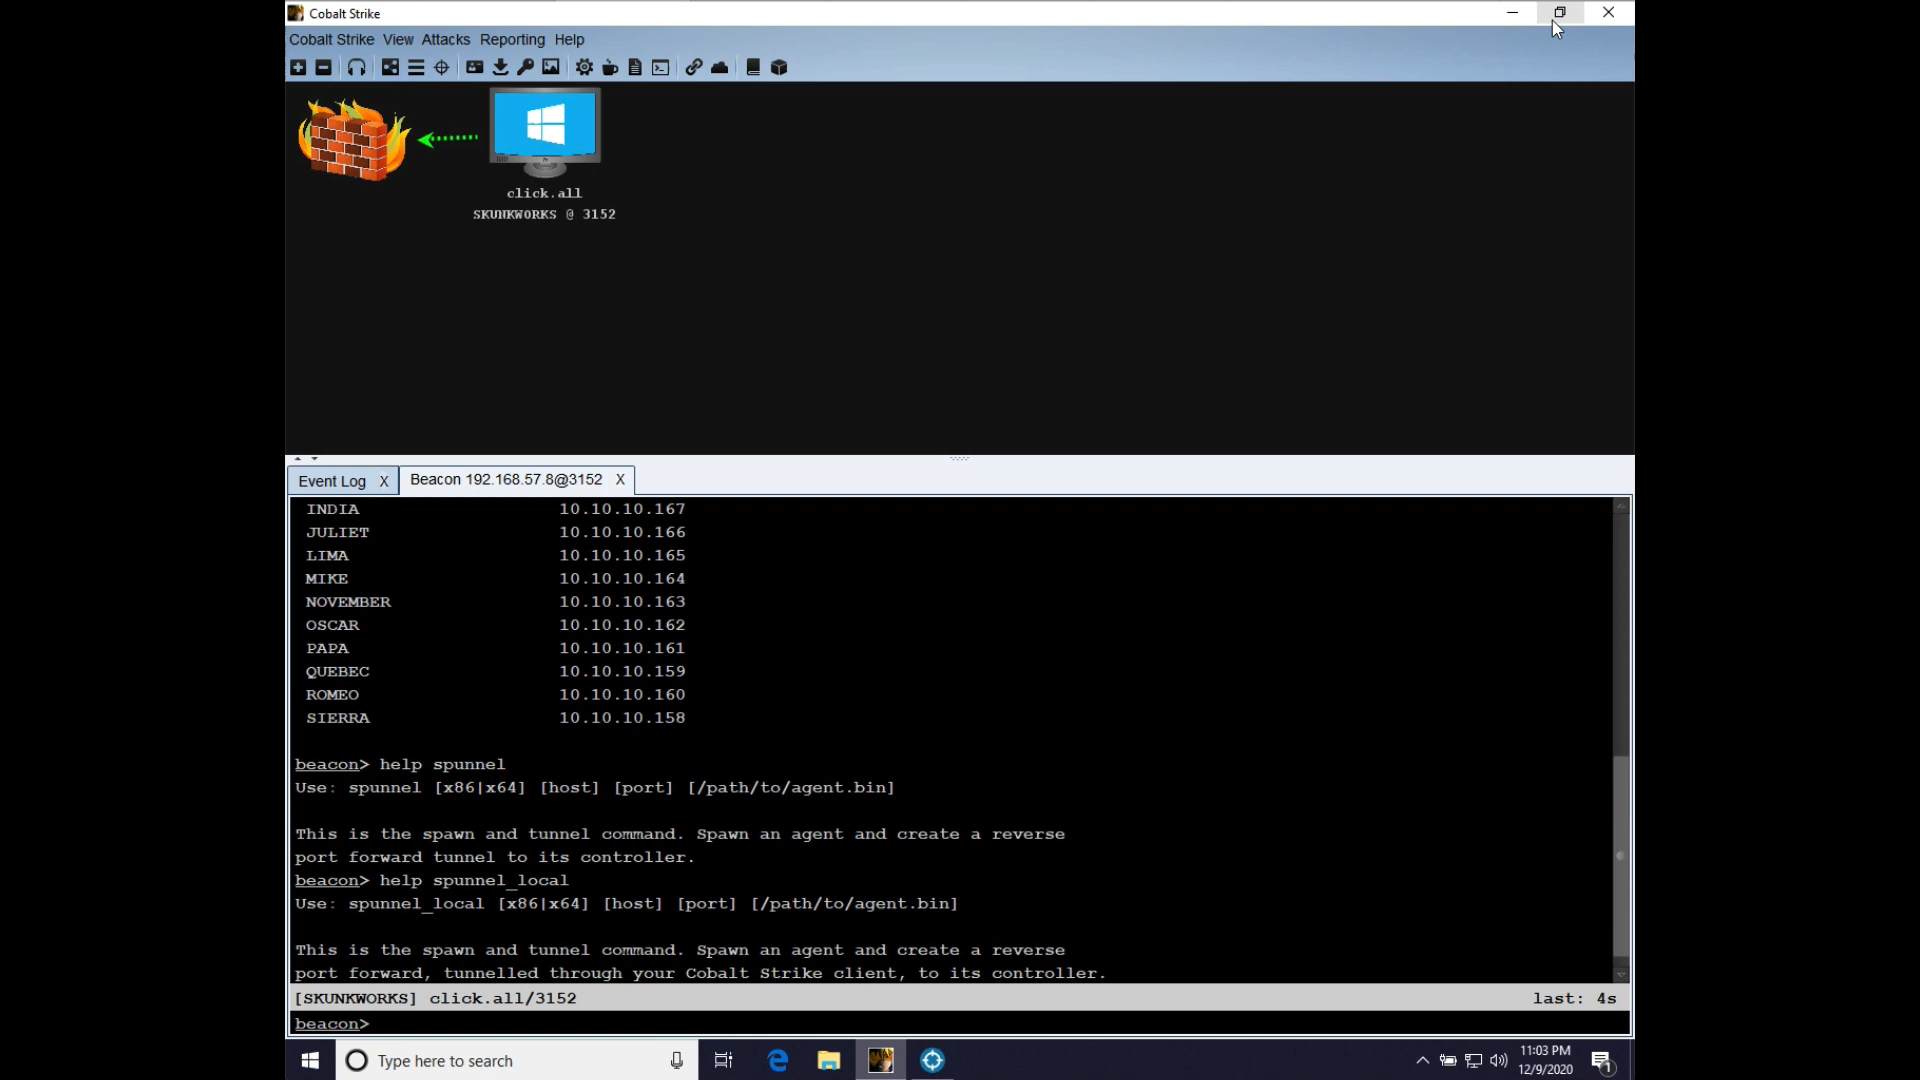 Cobalt Strike
Cobalt Strike View Attacks Reporting Help
click.all
SKUNKWORKS @ 3152
Event Log X
Beacon 192.168.57.8@3152 X
INDIA 10.10.10.167
JULIET 10.10.10.166
LIMA 10.10.10.165
MIKE 10.10.10.164
NOVEMBER 10.10.10.163
OSCAR 10.10.10.162
PAPA 10.10.10.161
QUEBEC 10.10.10.159
ROMEO 10.10.10.160
SIERRA 10.10.10.158
beacon> help spunnel
Use: spunnel [x86|x64] [host] [port] [/path/to/agent.bin]
This is the spawn and tunnel command. Spawn an agent and create a reverse
port forward tunnel to its controller.
beacon> help spunnel_local
Use: spunnel_local [x86|x64] [host] [port] [/path/to/agent.bin]
This is the spawn and tunnel command. Spawn an agent and create a reverse
port forward, tunnelled through your Cobalt Strike client, to its controller.
[SKUNKWORKS] click.all/3152 last: 4s
beacon>
Type here to search
11:03 PM
12/9/2020
1